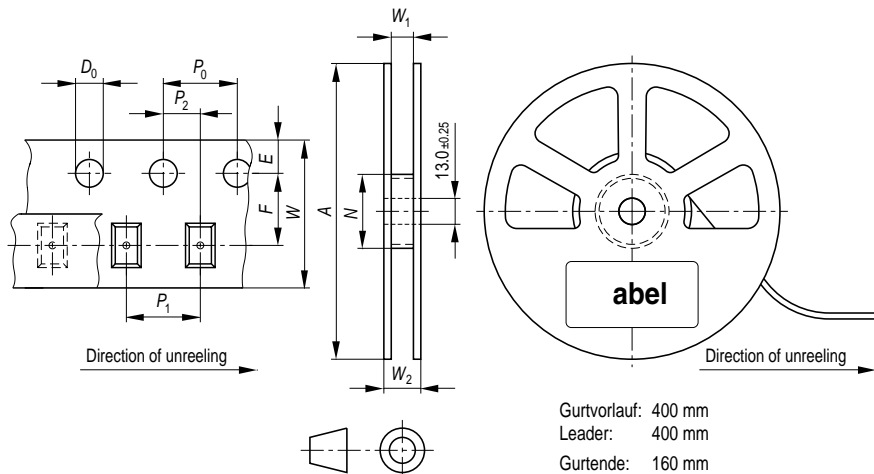 W1
D0
P0
P2
E
13.0 ±0.25
F
W
A
N
abel
P1
Direction of unreeling
W2
Direction of unreeling
Gurtvorlauf: 400 mm
Leader: 400 mm
Gurtende: 160 mm